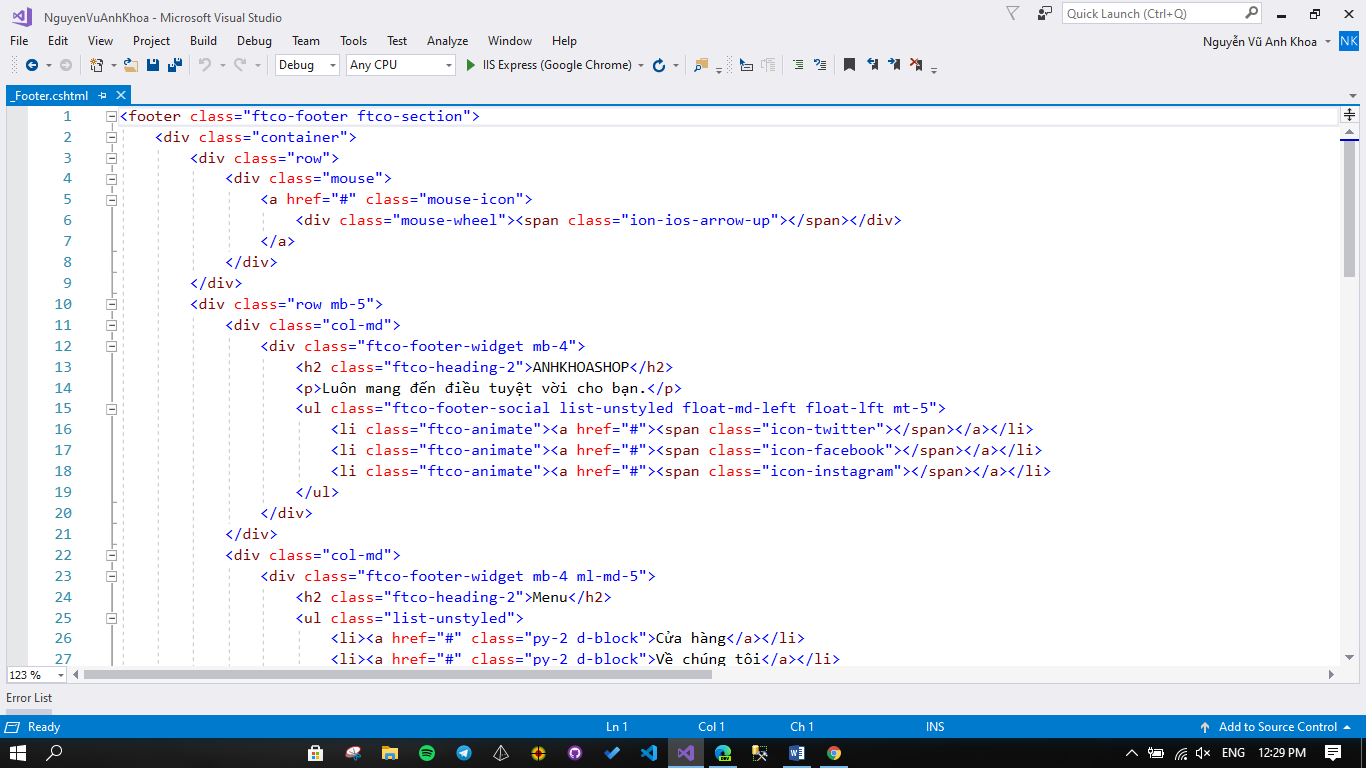 NguyenVuAnhKhoa - Microsoft Visual Studio
Quick Launch (Ctrl+Q)
File Edit View Project Build Debug Team Tools Test Analyze Window Help
Nguyễn Vũ Anh Khoa NK
Debug Any CPU IIS Express (Google Chrome)
_Footer.cshtml
1 <footer class="ftco-footer ftco-section">
2 <div class="container">
3 <div class="row">
4 <div class="mouse">
5 <a href="#" class="mouse-icon">
6 <div class="mouse-wheel"><span class="ion-ios-arrow-up"></span></div>
7 </a>
8 </div>
9 </div>
10 <div class="row mb-5">
11 <div class="col-md">
12 <div class="ftco-footer-widget mb-4">
13 <h2 class="ftco-heading-2">ANHKHOASHOP</h2>
14 <p>Luôn mang đến điều tuyệt vời cho bạn.</p>
15 <ul class="ftco-footer-social list-unstyled float-md-left float-lft mt-5">
16 <li class="ftco-animate"><a href="#"><span class="icon-twitter"></span></a></li>
17 <li class="ftco-animate"><a href="#"><span class="icon-facebook"></span></a></li>
18 <li class="ftco-animate"><a href="#"><span class="icon-instagram"></span></a></li>
19 </ul>
20 </div>
21 </div>
22 <div class="col-md">
23 <div class="ftco-footer-widget mb-4 ml-md-5">
24 <h2 class="ftco-heading-2">Menu</h2>
25 <ul class="list-unstyled">
26 <li><a href="#" class="py-2 d-block">Cửa hàng</a></li>
27 <li><a href="#" class="py-2 d-block">Về chúng tôi</a></li>
123 %
Error List
Ready Ln 1 Col 1 Ch 1 INS Add to Source Control
ENG 12:29 PM